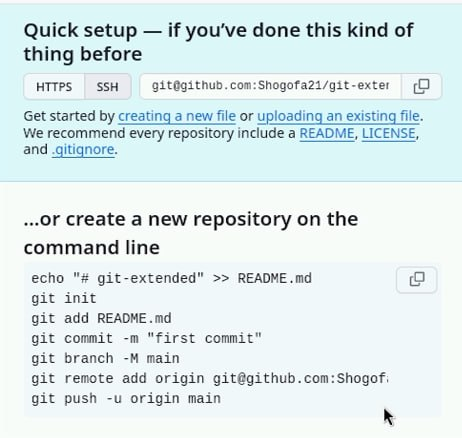 Quick setup — if you’ve done this kind of
thing before
HTTPS SSH git@github.com:Shogofa21/git-exter
Get started by creating a new file or uploading an existing file.
We recommend every repository include a README, LICENSE,
and .gitignore.
…or create a new repository on the
command line
echo "# git-extended" >> README.md
git init
git add README.md
git commit -m "first commit"
git branch -M main
git remote add origin git@github.com:Shogofa
git push -u origin main